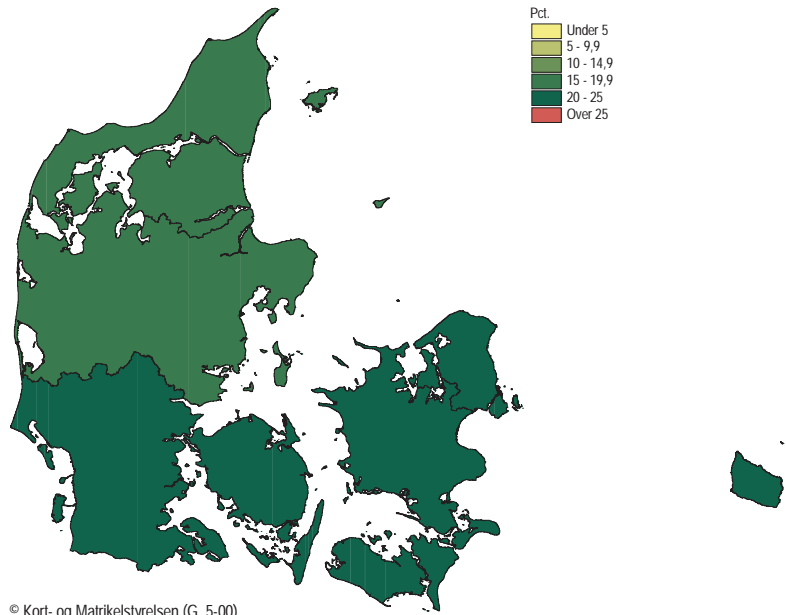 Pct.
Under 5
5 - 9,9
10 - 14,9
15 - 19,9
20 - 25
Over 25
© Kort- og Matrikelstyrelsen (G. 5-00)